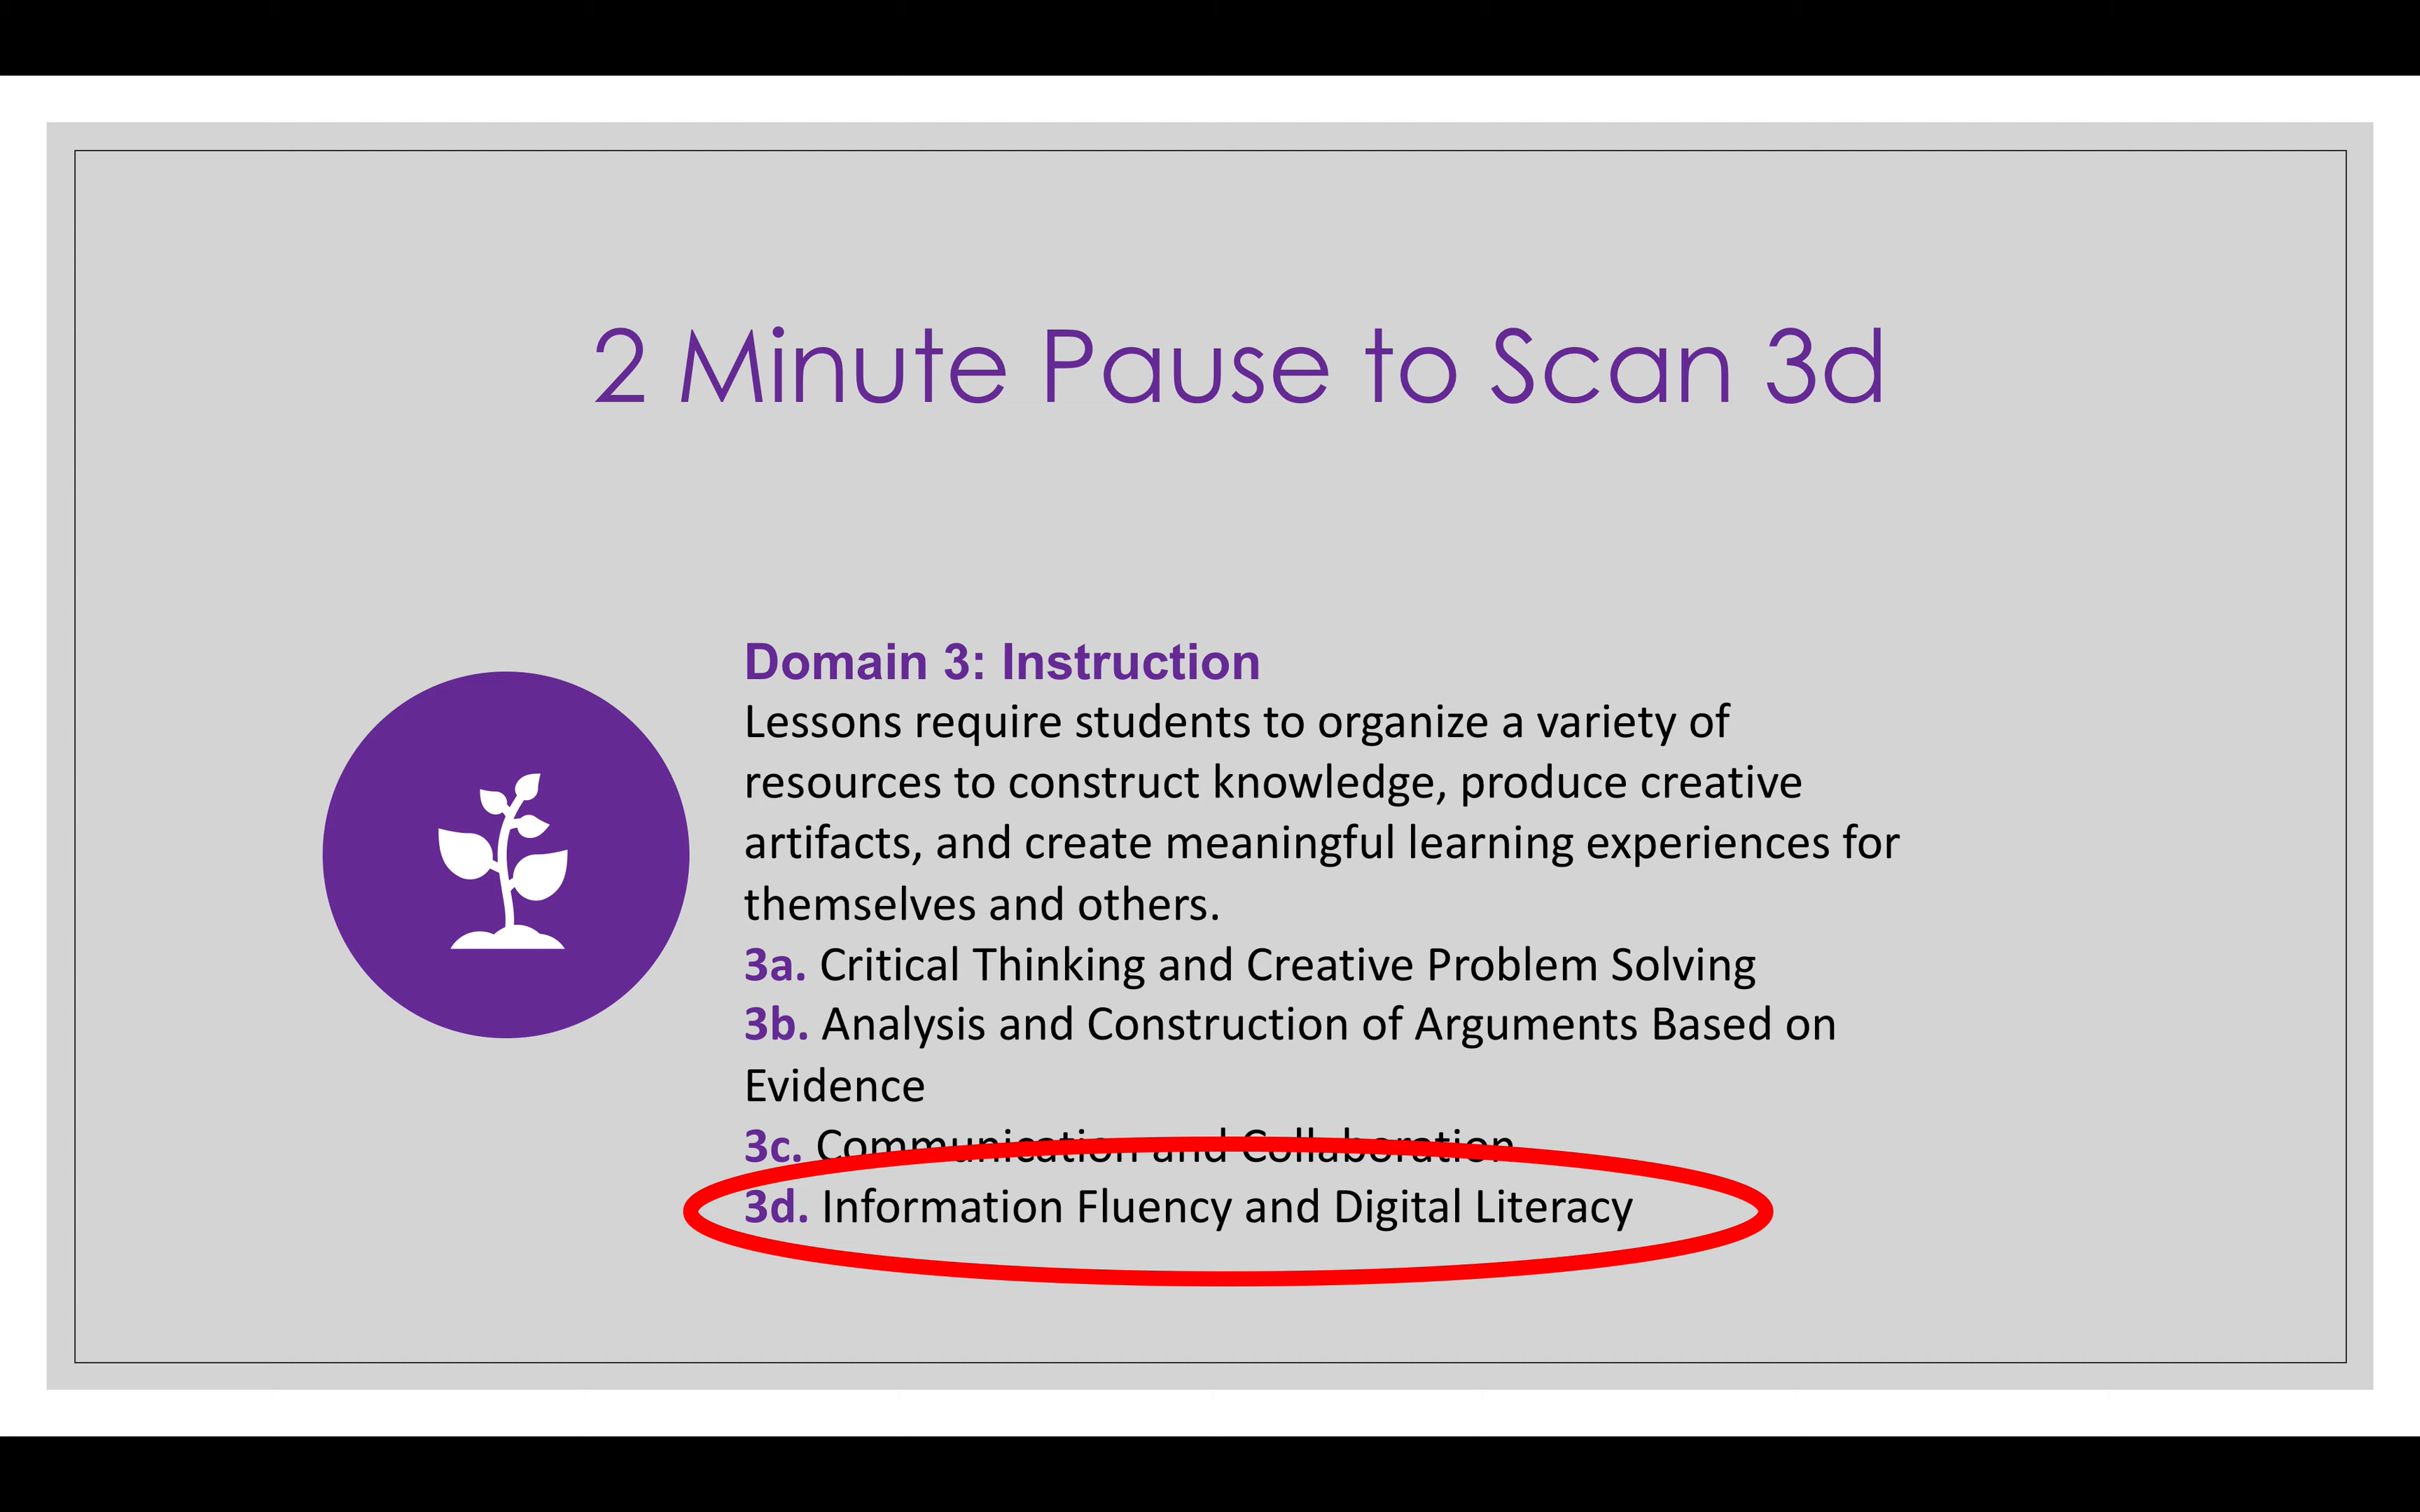 2 Minute Pause to Scan 3d
Domain 3: Instruction
Lessons require students to organize a variety of
resources to construct knowledge, produce creative
artifacts, and create meaningful learning experiences for
themselves and others.
3a. Critical Thinking and Creative Problem Solving
3b. Analysis and Construction of Arguments Based on
Evidence
3c. Communication and Collaboration
3d. Information Fluency and Digital Literacy